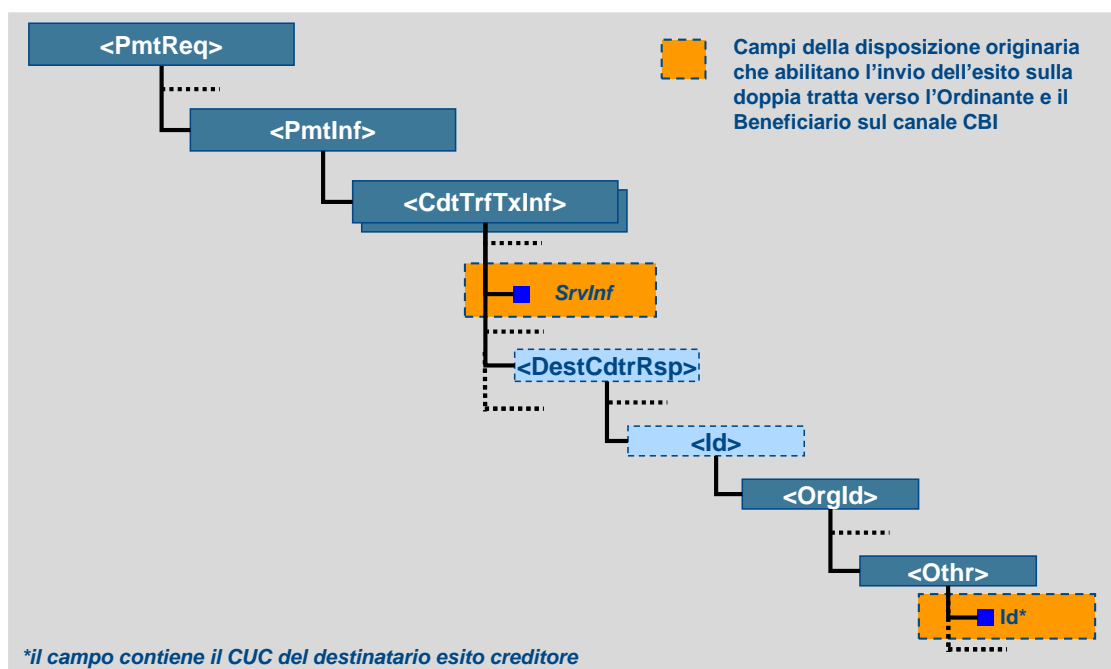 <PmtReq>
Campi della disposizione originaria
che abilitano l'invio dell'esito sulla
doppia tratta verso l'Ordinante e il
Beneficiario sul canale CBI
<PmtInf>
<CdtTrfTxInf>
SrvInf
<DestCdtrRsp>
<Id>
<OrgId>
<Othr>
Id*
*il campo contiene il CUC del destinatario esito creditore